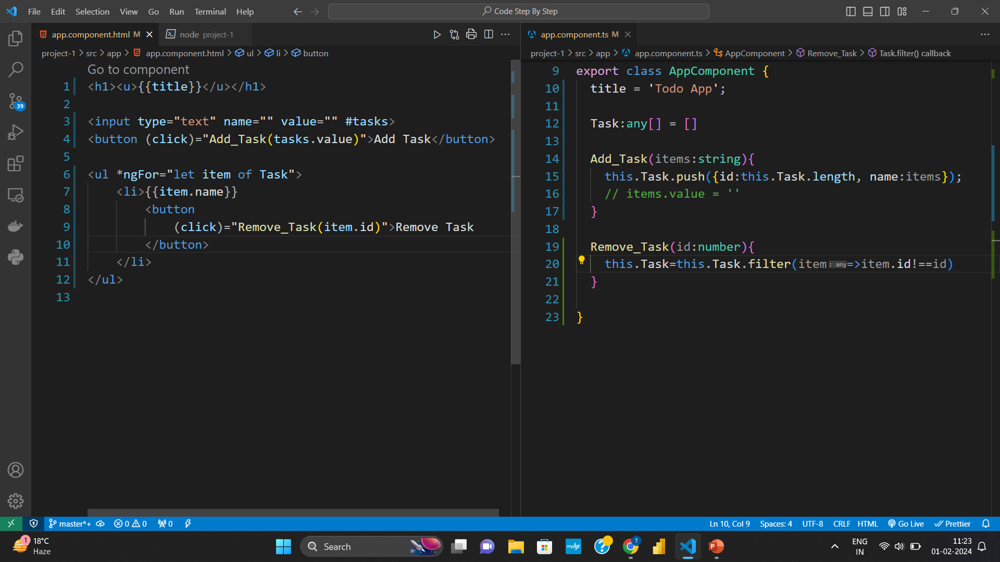 File Edit Selection View Go Run Terminal Help
Code Step By Step
app.component.html M
node project-1
project-1 > src > app > app.component.html > ul > li > button
Go to component
1 <h1><u>{{title}}</u></h1>
2
3 <input type="text" name="" value="" #tasks>
4 <button (click)="Add_Task(tasks.value)">Add Task</button>
5
6 <ul *ngFor="let item of Task">
7 <li>{{item.name}}
8 <button
9 (click)="Remove_Task(item.id)">Remove Task
10 </button>
11 </li>
12 </ul>
13
app.component.ts M
project-1 > src > app > app.component.ts > AppComponent > Remove_Task > Task.filter() callback
9 export class AppComponent {
10 title = 'Todo App';
11
12 Task:any[] = []
13
14 Add_Task(items:string){
15 this.Task.push({id:this.Task.length, name:items});
16 // items.value = ''
17 }
18
19 Remove_Task(id:number){
20 this.Task=this.Task.filter(item: any=>item.id!==id)
21 }
22
23 }
39
master*+ 0 0 0
Ln 10, Col 9 Spaces: 4 UTF-8 CRLF HTML Go Live Prettier
1
18°C
Haze
Search
myhp
T
P
ENG
IN
11:23
01-02-2024